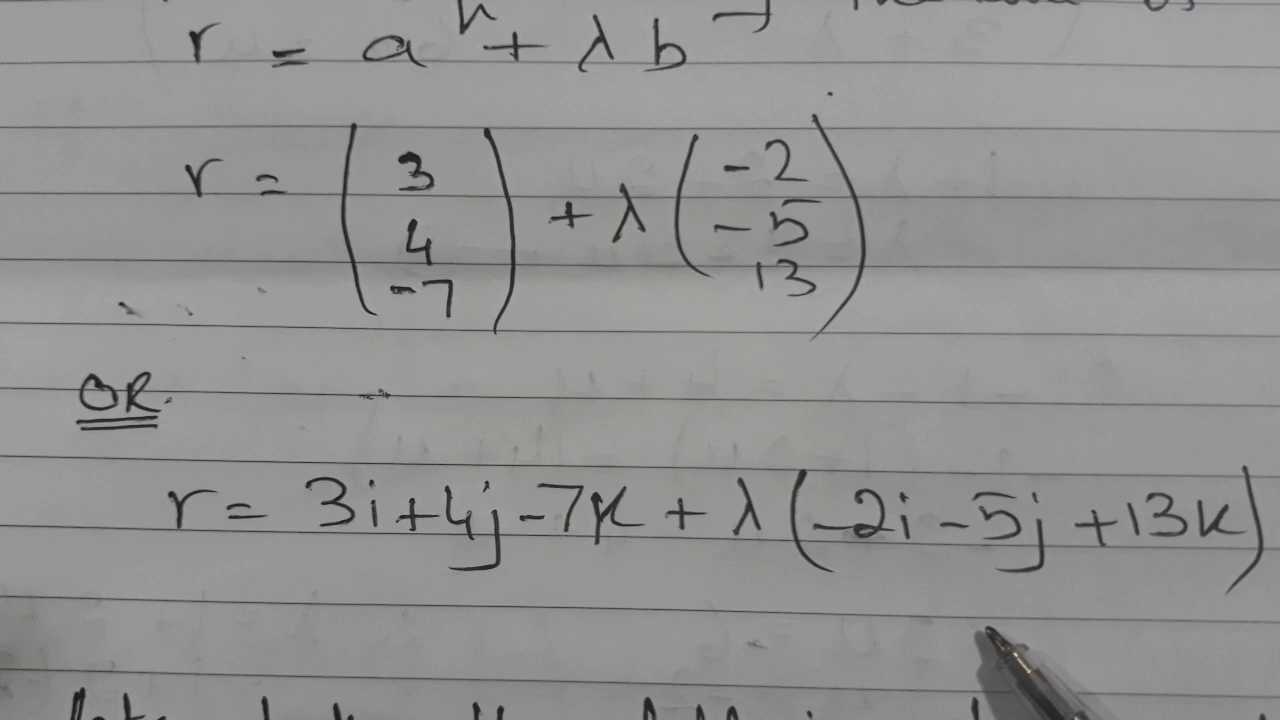 r = a + λ b
r = ( 3 4 -7 ) + λ ( -2 -5 13 )
OR
r = 3i + 4j - 7k + λ (-2i - 5j + 13k)